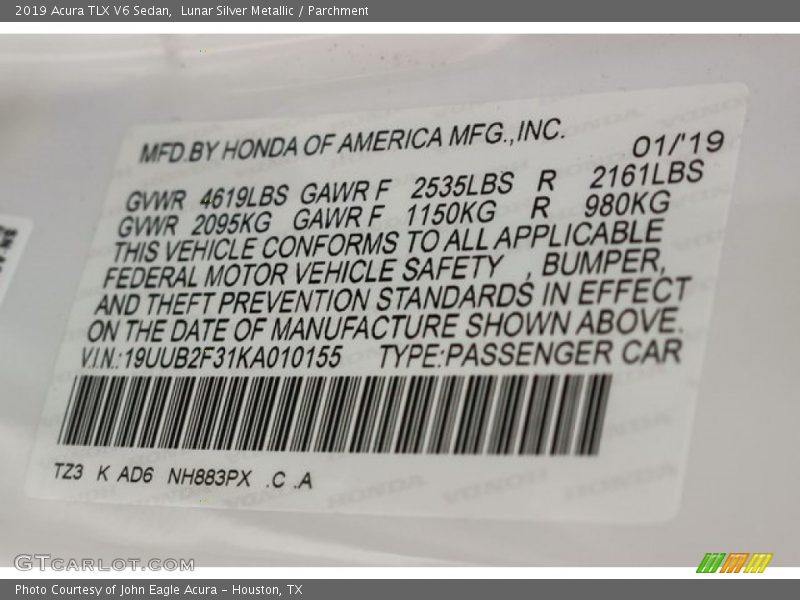 2019 Acura TLX V6 Sedan,  Lunar Silver Metallic / Parchment
MFD.BY HONDA OF AMERICA MFG.,INC.
01/'19
GVWR 4619LBS GAWR F 2535LBS R 2161LBS
GVWR 2095KG GAWR F 1150KG R 980KG
THIS VEHICLE CONFORMS TO ALL APPLICABLE
FEDERAL MOTOR VEHICLE SAFETY , BUMPER,
AND THEFT PREVENTION STANDARDS IN EFFECT
ON THE DATE OF MANUFACTURE SHOWN ABOVE.
V.I.N.:19UUB2F31KA010155 TYPE:PASSENGER CAR
TZ3 K AD6 NH883PX .C .A
GTCARLOT.COM
Photo Courtesy of John Eagle Acura - Houston, TX